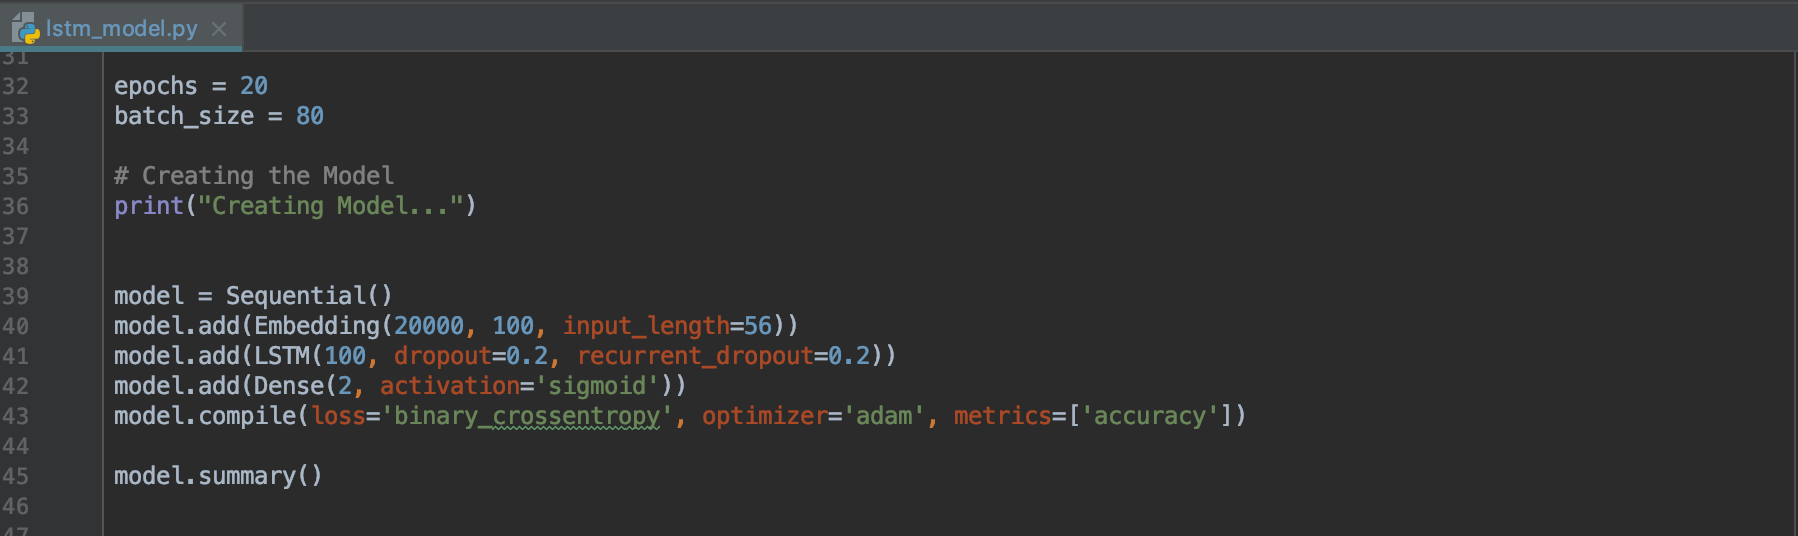 lstm_model.py
31
32 epochs = 20
33 batch_size = 80
34
35 # Creating the Model
36 print("Creating Model...")
37
38
39 model = Sequential()
40 model.add(Embedding(20000, 100, input_length=56))
41 model.add(LSTM(100, dropout=0.2, recurrent_dropout=0.2))
42 model.add(Dense(2, activation='sigmoid'))
43 model.compile(loss='binary_crossentropy', optimizer='adam', metrics=['accuracy'])
44
45 model.summary()
46
47